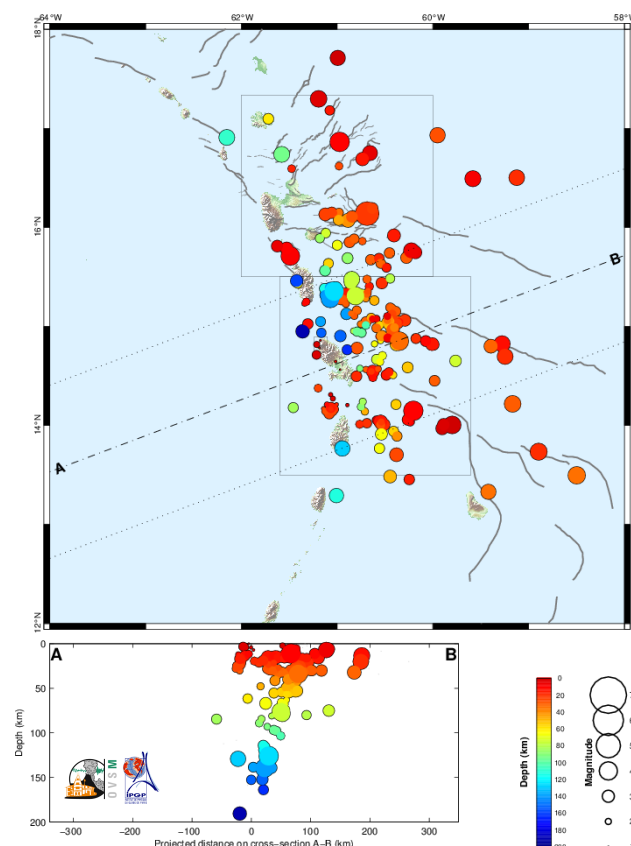 64°W 62°W 60°W 58°W
18°N
16°N
14°N
12°N
B
A
A B
0
50
100
150
200
Depth (km)
−300 −200 −100 0 100 200 300
Projected distance on cross−section A−B (km)
OVSM
IPGP
0
20
40
60
80
100
120
140
160
180
200
Depth (km)
Magnitude